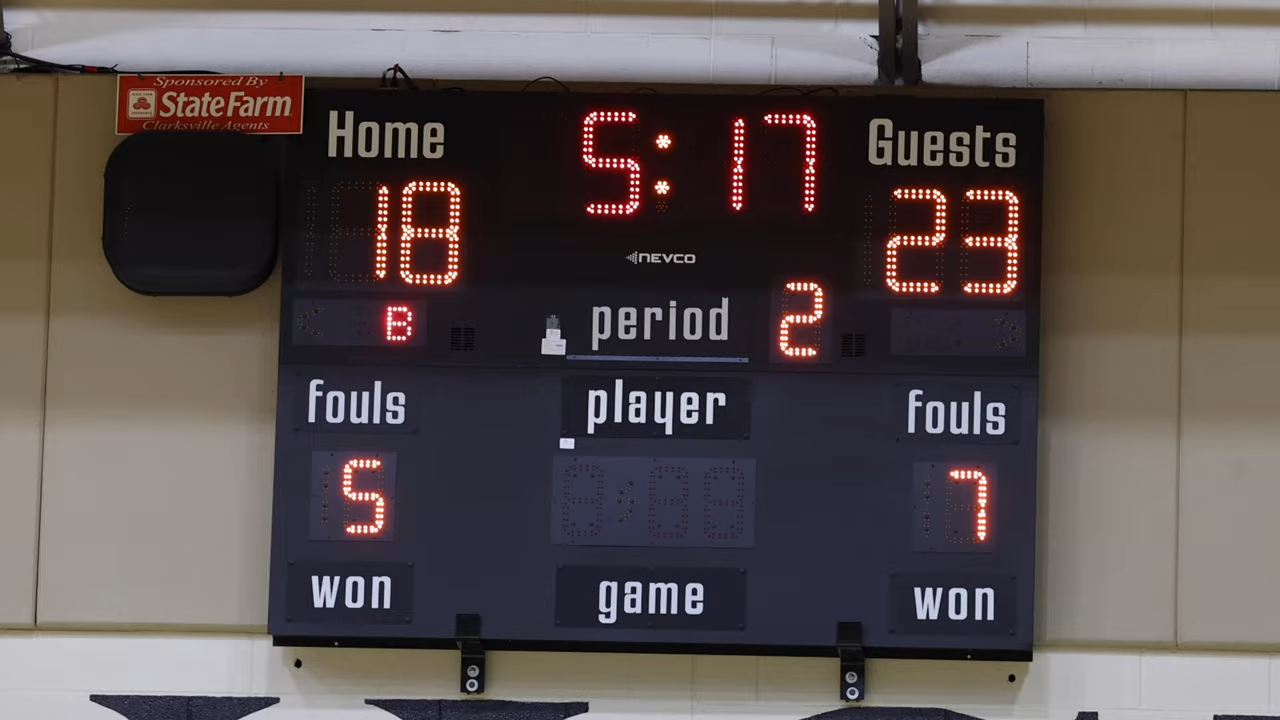 Sponsored By
State Farm
Clarksville Agents
Home
5:17
Guests
18
23
NEVCO
B
period
2
fouls
player
fouls
5
7
won
game
won